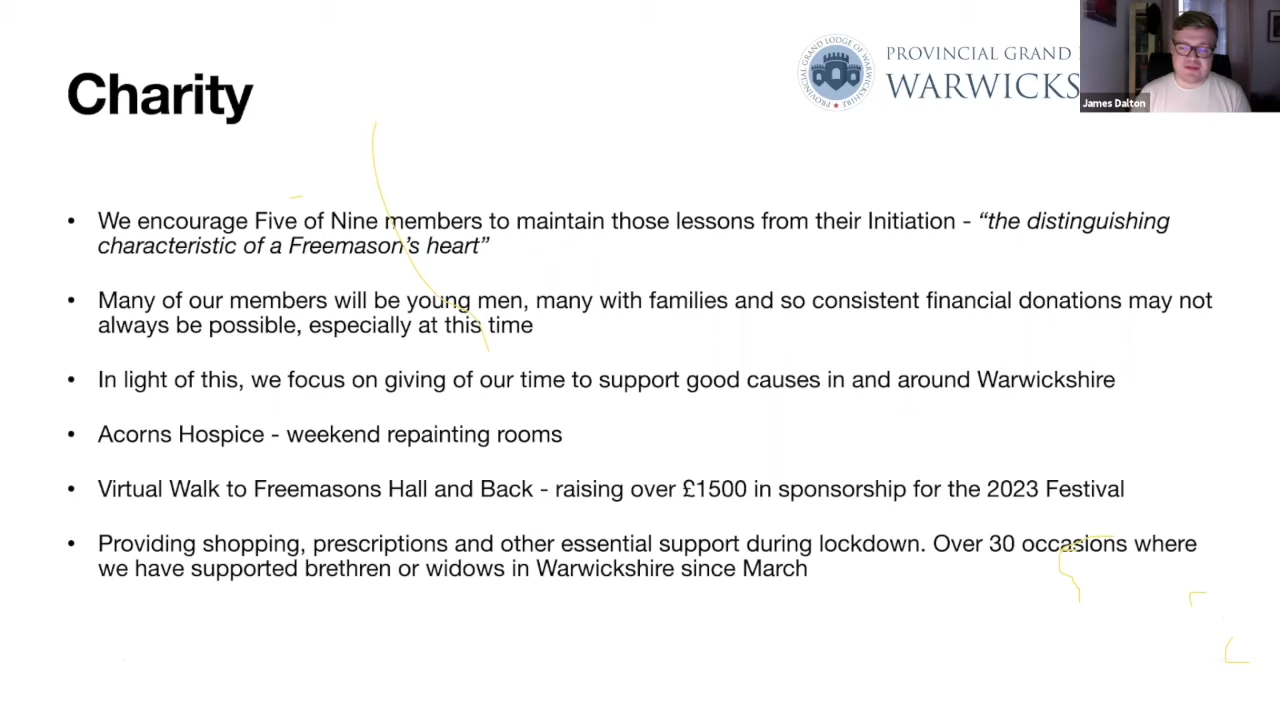 Charity
PROVINCIAL GRAND
WARWICKS
PROVINCIAL GRAND LODGE OF WARWICKSHIRE
James Dalton
• We encourage Five of Nine members to maintain those lessons from their Initiation - “the distinguishing
characteristic of a Freemason’s heart”
• Many of our members will be young men, many with families and so consistent financial donations may not
always be possible, especially at this time
• In light of this, we focus on giving of our time to support good causes in and around Warwickshire
• Acorns Hospice - weekend repainting rooms
• Virtual Walk to Freemasons Hall and Back - raising over £1500 in sponsorship for the 2023 Festival
• Providing shopping, prescriptions and other essential support during lockdown. Over 30 occasions where
we have supported brethren or widows in Warwickshire since March